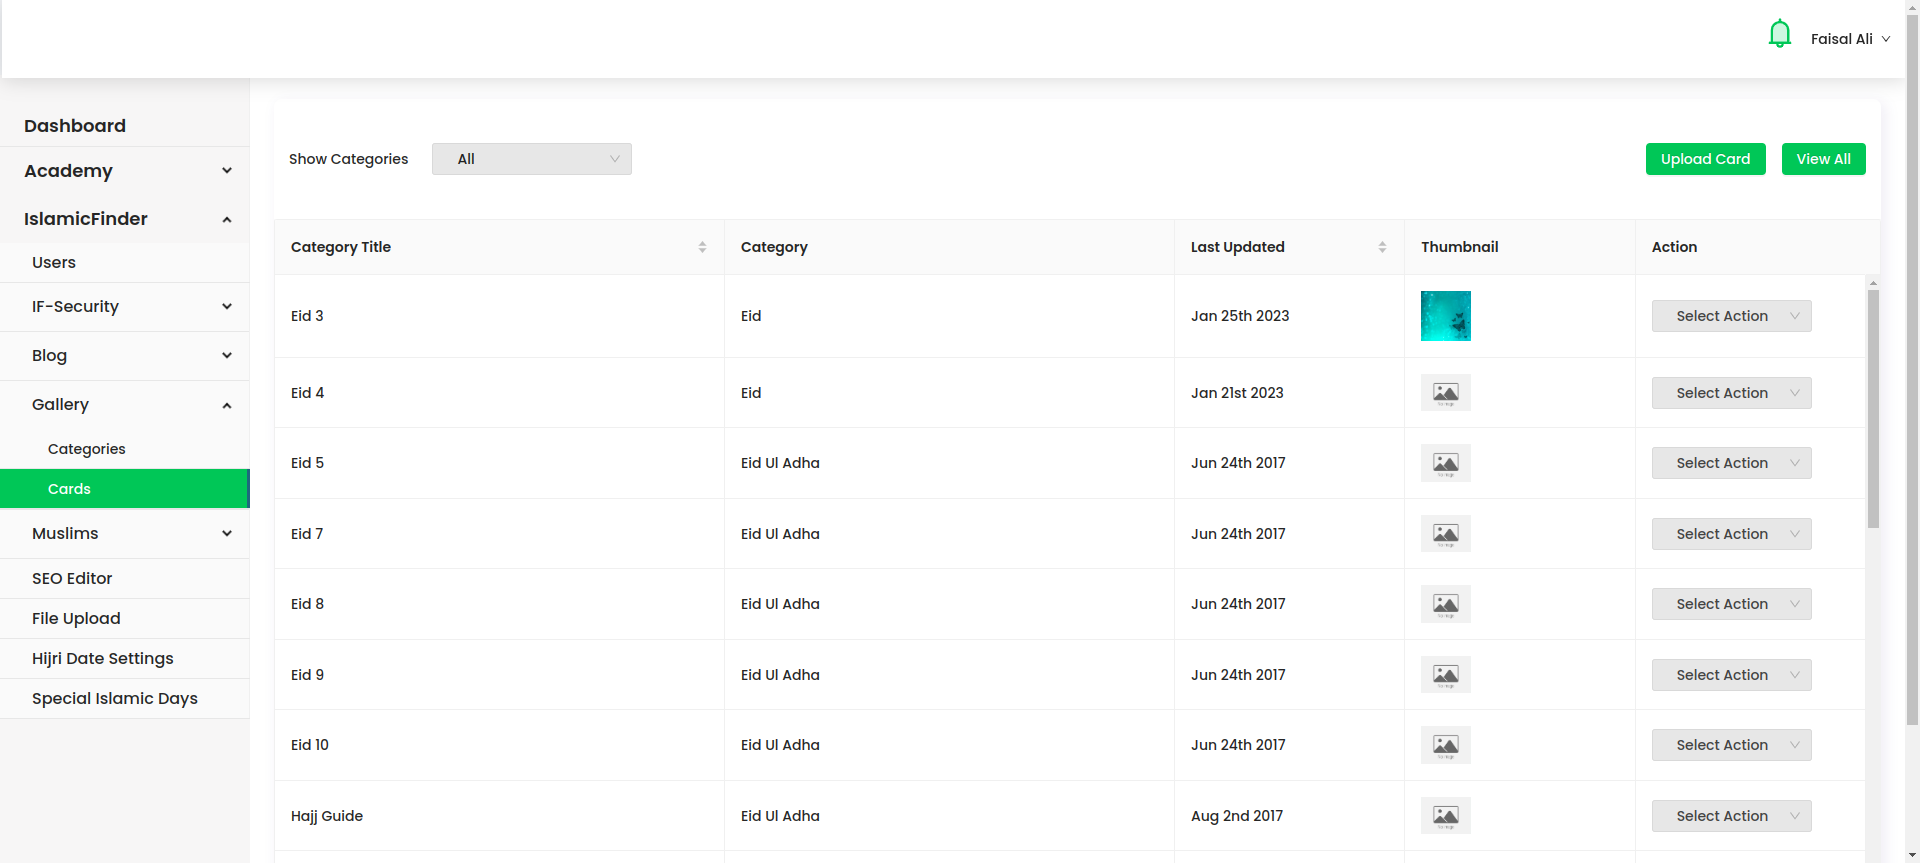 Faisal Ali
Dashboard
Academy
IslamicFinder
Users
IF-Security
Blog
Gallery
Categories
Cards
Muslims
SEO Editor
File Upload
Hijri Date Settings
Special Islamic Days
Show Categories All Upload Card View All
Category Title Category Last Updated Thumbnail Action
Eid 3 Eid Jan 25th 2023 Select Action
Eid 4 Eid Jan 21st 2023 Select Action
Eid 5 Eid Ul Adha Jun 24th 2017 Select Action
Eid 7 Eid Ul Adha Jun 24th 2017 Select Action
Eid 8 Eid Ul Adha Jun 24th 2017 Select Action
Eid 9 Eid Ul Adha Jun 24th 2017 Select Action
Eid 10 Eid Ul Adha Jun 24th 2017 Select Action
Hajj Guide Eid Ul Adha Aug 2nd 2017 Select Action